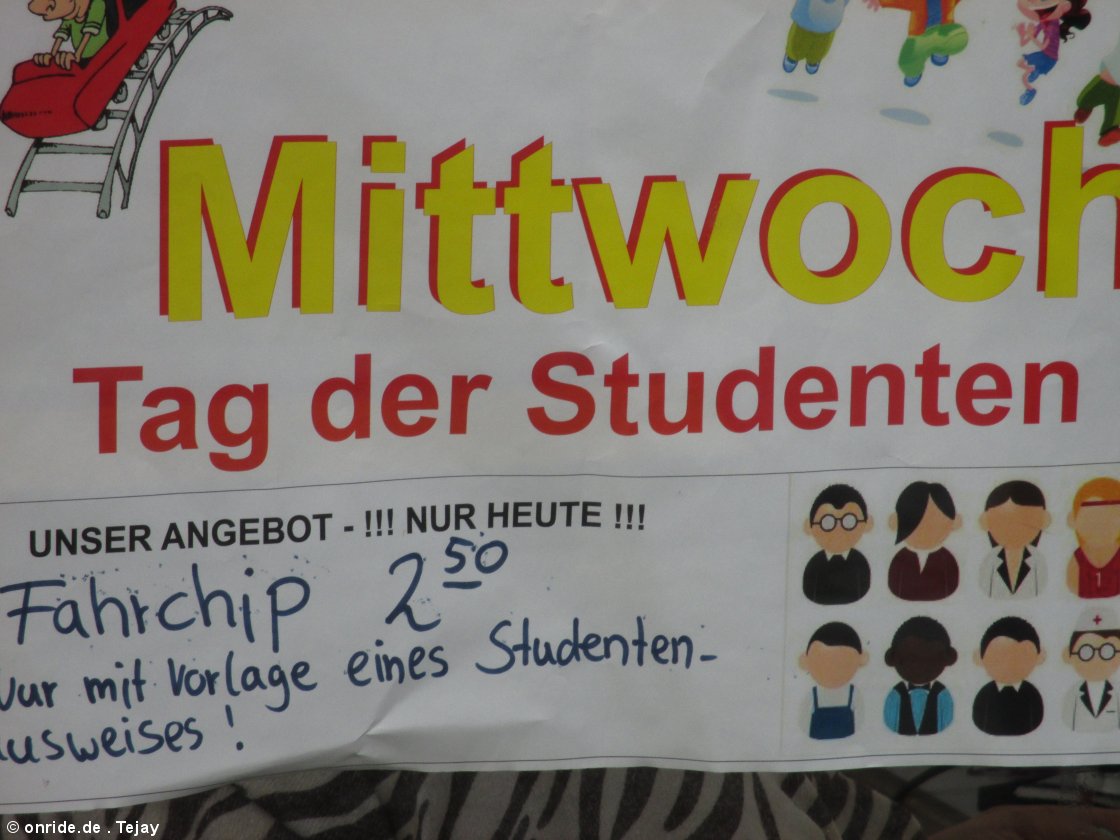 Mittwoch
Tag der Studenten
UNSER ANGEBOT - !!! NUR HEUTE !!!
Fahrchip 2 50
Nur mit Vorlage eines Studenten-
ausweises !
© onride.de . Tejay